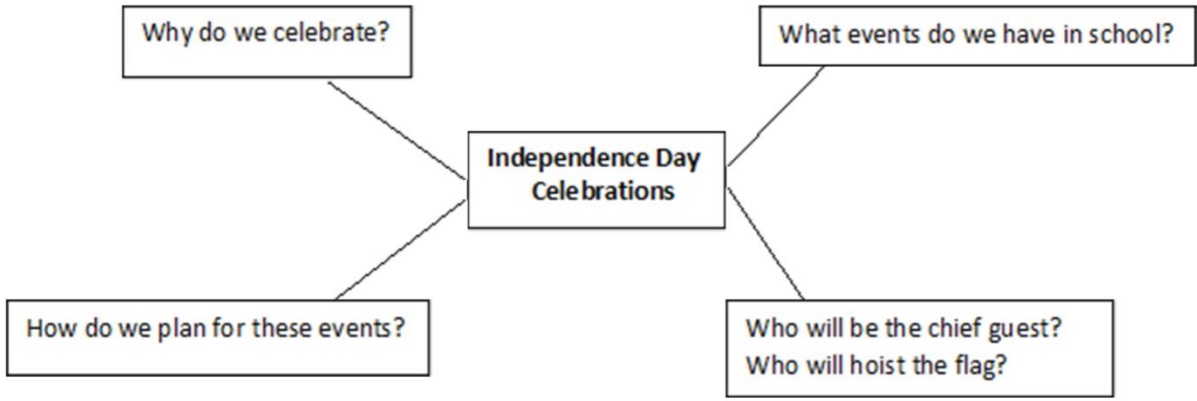 Why do we celebrate?
What events do we have in school?
Independence Day
Celebrations
How do we plan for these events?
Who will be the chief guest?
Who will hoist the flag?